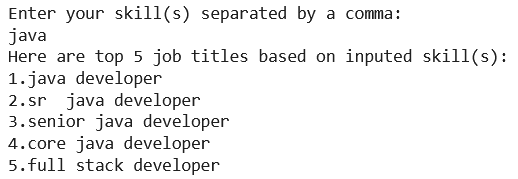 Enter your skill(s) separated by a comma:
java
Here are top 5 job titles based on inputed skill(s):
1.java developer
2.sr  java developer
3.senior java developer
4.core java developer
5.full stack developer